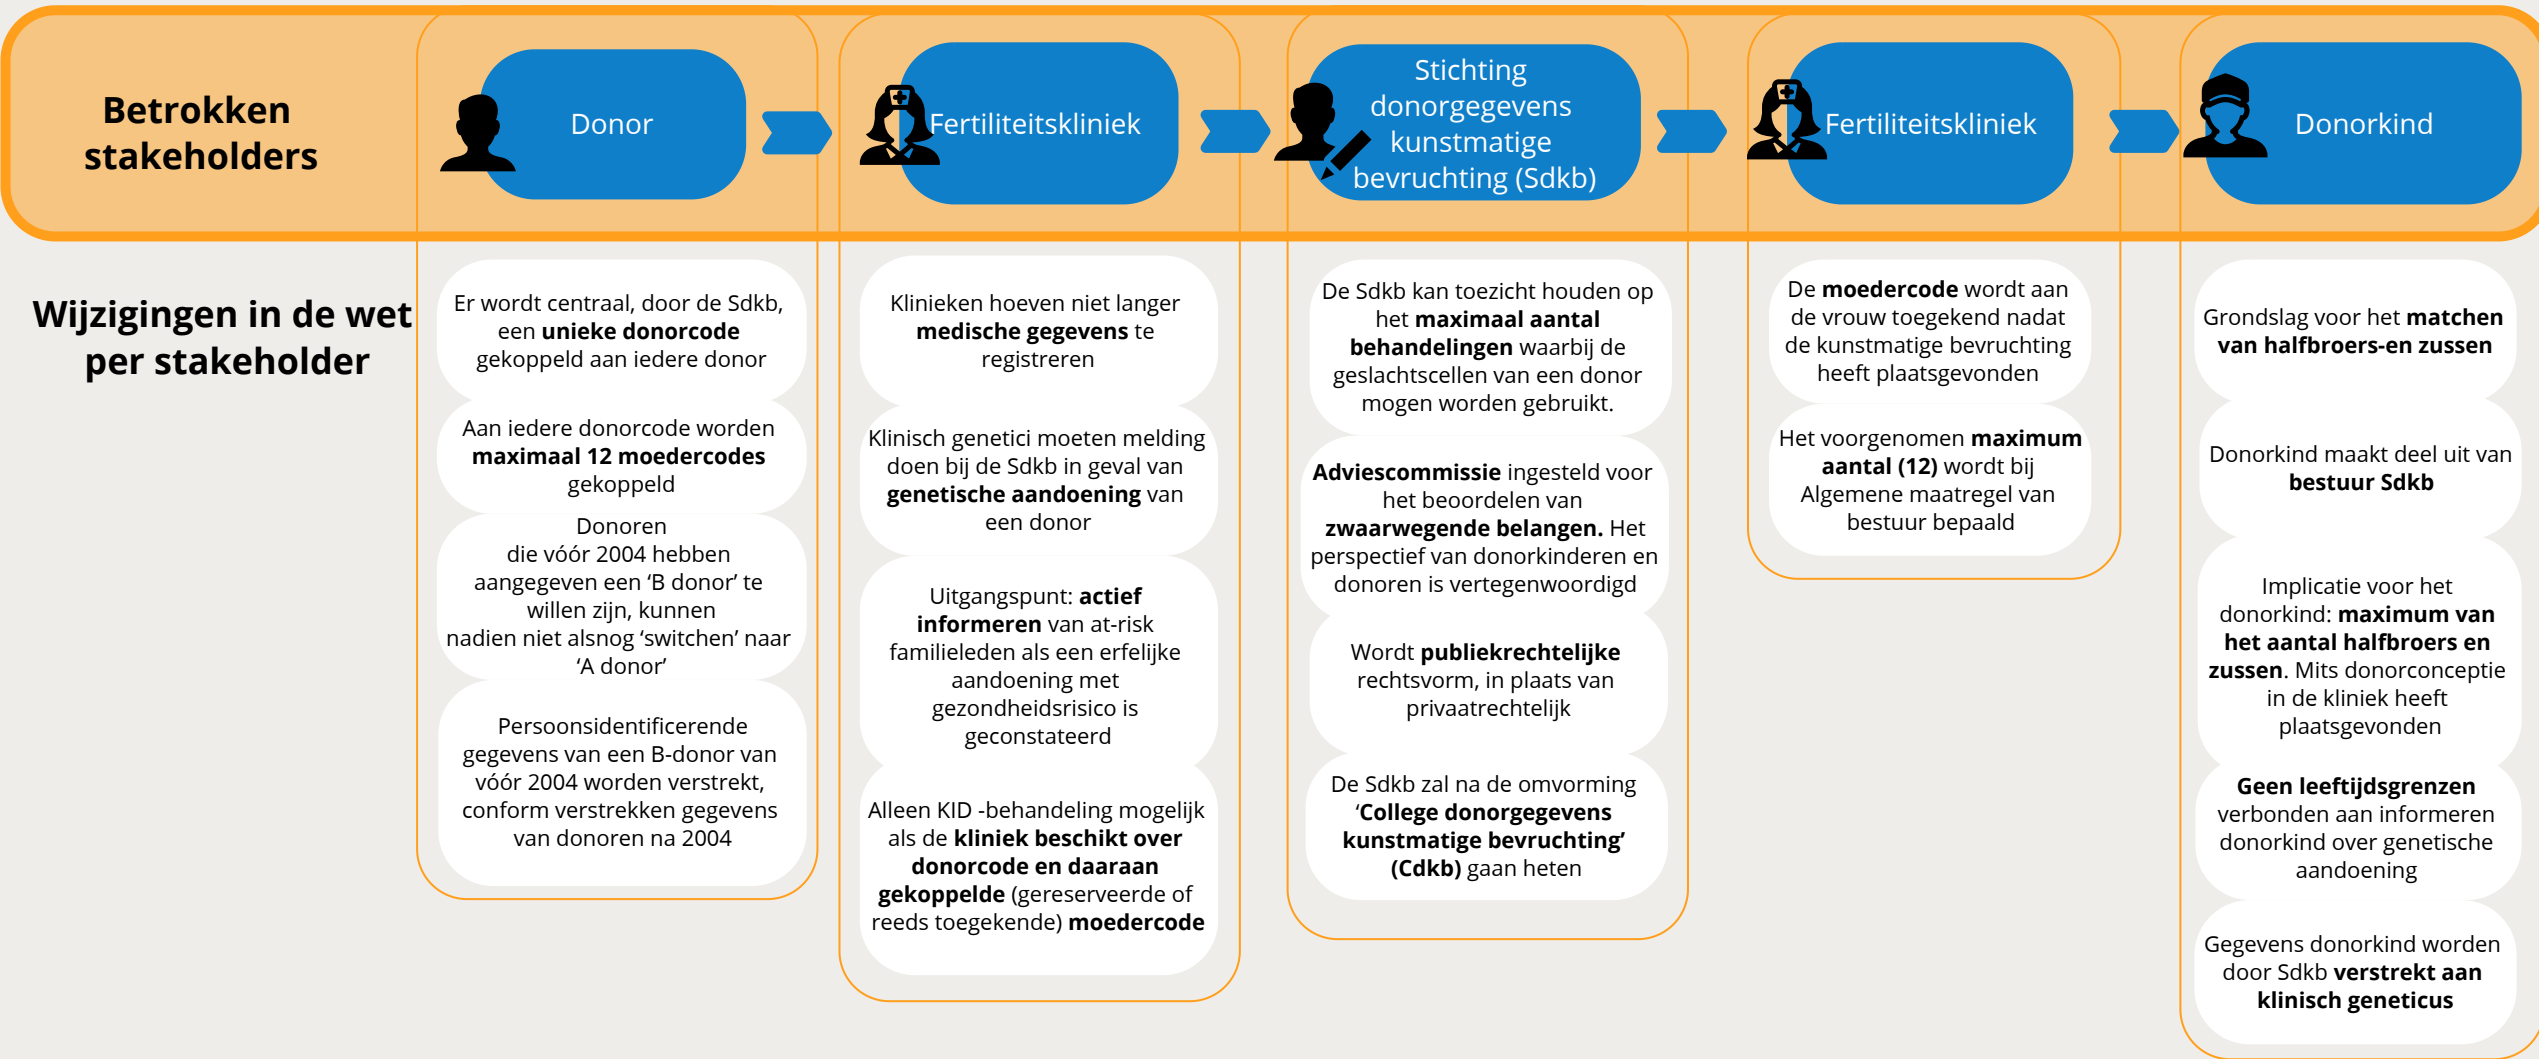 Betrokken
stakeholders
Donor
Fertiliteitskliniek
Stichting
donorgegevens
kunstmatige
bevruchting (Sdkb)
Fertiliteitskliniek
Donorkind
Wijzigingen in de wet
per stakeholder
Er wordt centraal, door de Sdkb,
een unieke donorcode
gekoppeld aan iedere donor
Aan iedere donorcode worden
maximaal 12 moedercodes
gekoppeld
Donoren
die vóór 2004 hebben
aangegeven een ‘B donor’ te
willen zijn, kunnen
nadien niet alsnog ‘switchen’ naar
‘A donor’
Persoonsidentificerende
gegevens van een B-donor van
vóór 2004 worden verstrekt,
conform verstrekken gegevens
van donoren na 2004
Klinieken hoeven niet langer
medische gegevens te
registreren
Klinisch genetici moeten melding
doen bij de Sdkb in geval van
genetische aandoening van
een donor
Uitgangspunt: actief
informeren van at-risk
familieleden als een erfelijke
aandoening met
gezondheidsrisico is
geconstateerd
Alleen KID -behandeling mogelijk
als de kliniek beschikt over
donorcode en daaraan
gekoppelde (gereserveerde of
reeds toegekende) moedercode
De Sdkb kan toezicht houden op
het maximaal aantal
behandelingen waarbij de
geslachtscellen van een donor
mogen worden gebruikt.
Adviescommissie ingesteld voor
het beoordelen van
zwaarwegende belangen. Het
perspectief van donorkinderen en
donoren is vertegenwoordigd
Wordt publiekrechtelijke
rechtsvorm, in plaats van
privaatrechtelijk
De Sdkb zal na de omvorming
‘College donorgegevens
kunstmatige bevruchting’
(Cdkb) gaan heten
De moedercode wordt aan
de vrouw toegekend nadat
de kunstmatige bevruchting
heeft plaatsgevonden
Het voorgenomen maximum
aantal (12) wordt bij
Algemene maatregel van
bestuur bepaald
Grondslag voor het matchen
van halfbroers-en zussen
Donorkind maakt deel uit van
bestuur Sdkb
Implicatie voor het
donorkind: maximum van
het aantal halfbroers en
zussen. Mits donorconceptie
in de kliniek heeft
plaatsgevonden
Geen leeftijdsgrenzen
verbonden aan informeren
donorkind over genetische
aandoening
Gegevens donorkind worden
door Sdkb verstrekt aan
klinisch geneticus